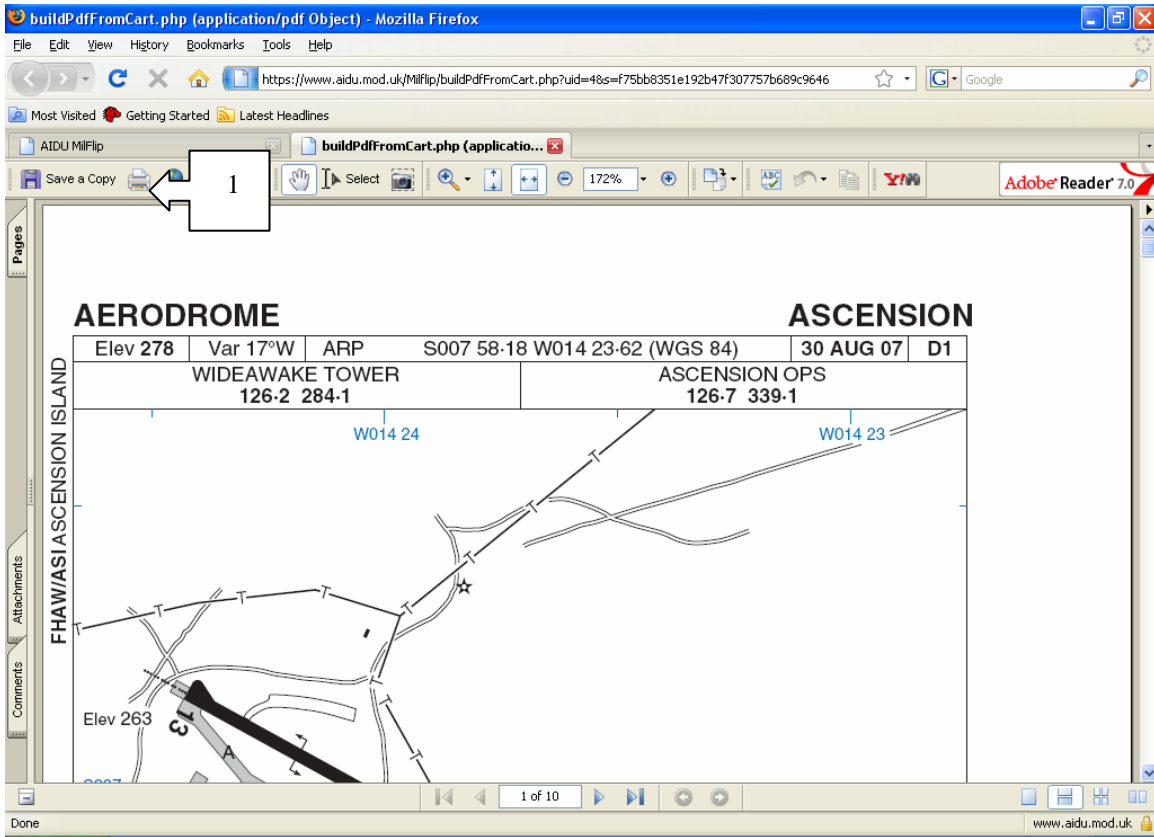 buildPdfFromCart.php (application/pdf Object) - Mozilla Firefox
File Edit View History Bookmarks Tools Help
https://www.aidu.mod.uk/Milflip/buildPdfFromCart.php?uid=4&s=f75bb8351e192b47f307757b689c9646
G Google
Most Visited Getting Started Latest Headlines
AIDU MilFlip buildPdfFromCart.php (applicatio...
Save a Copy 1 Select 172% Y! Adobe Reader 7.0
Pages
Attachments
Comments
AERODROME ASCENSION
Elev 278 Var 17°W ARP S007 58·18 W014 23·62 (WGS 84) 30 AUG 07 D1
WIDEAWAKE TOWER ASCENSION OPS
126·2 284·1 126·7 339·1
FHAW/ASI ASCENSION ISLAND
W014 24 W014 23
T T T T T T T T T T
Elev 263
13
A
1 of 10
Done www.aidu.mod.uk